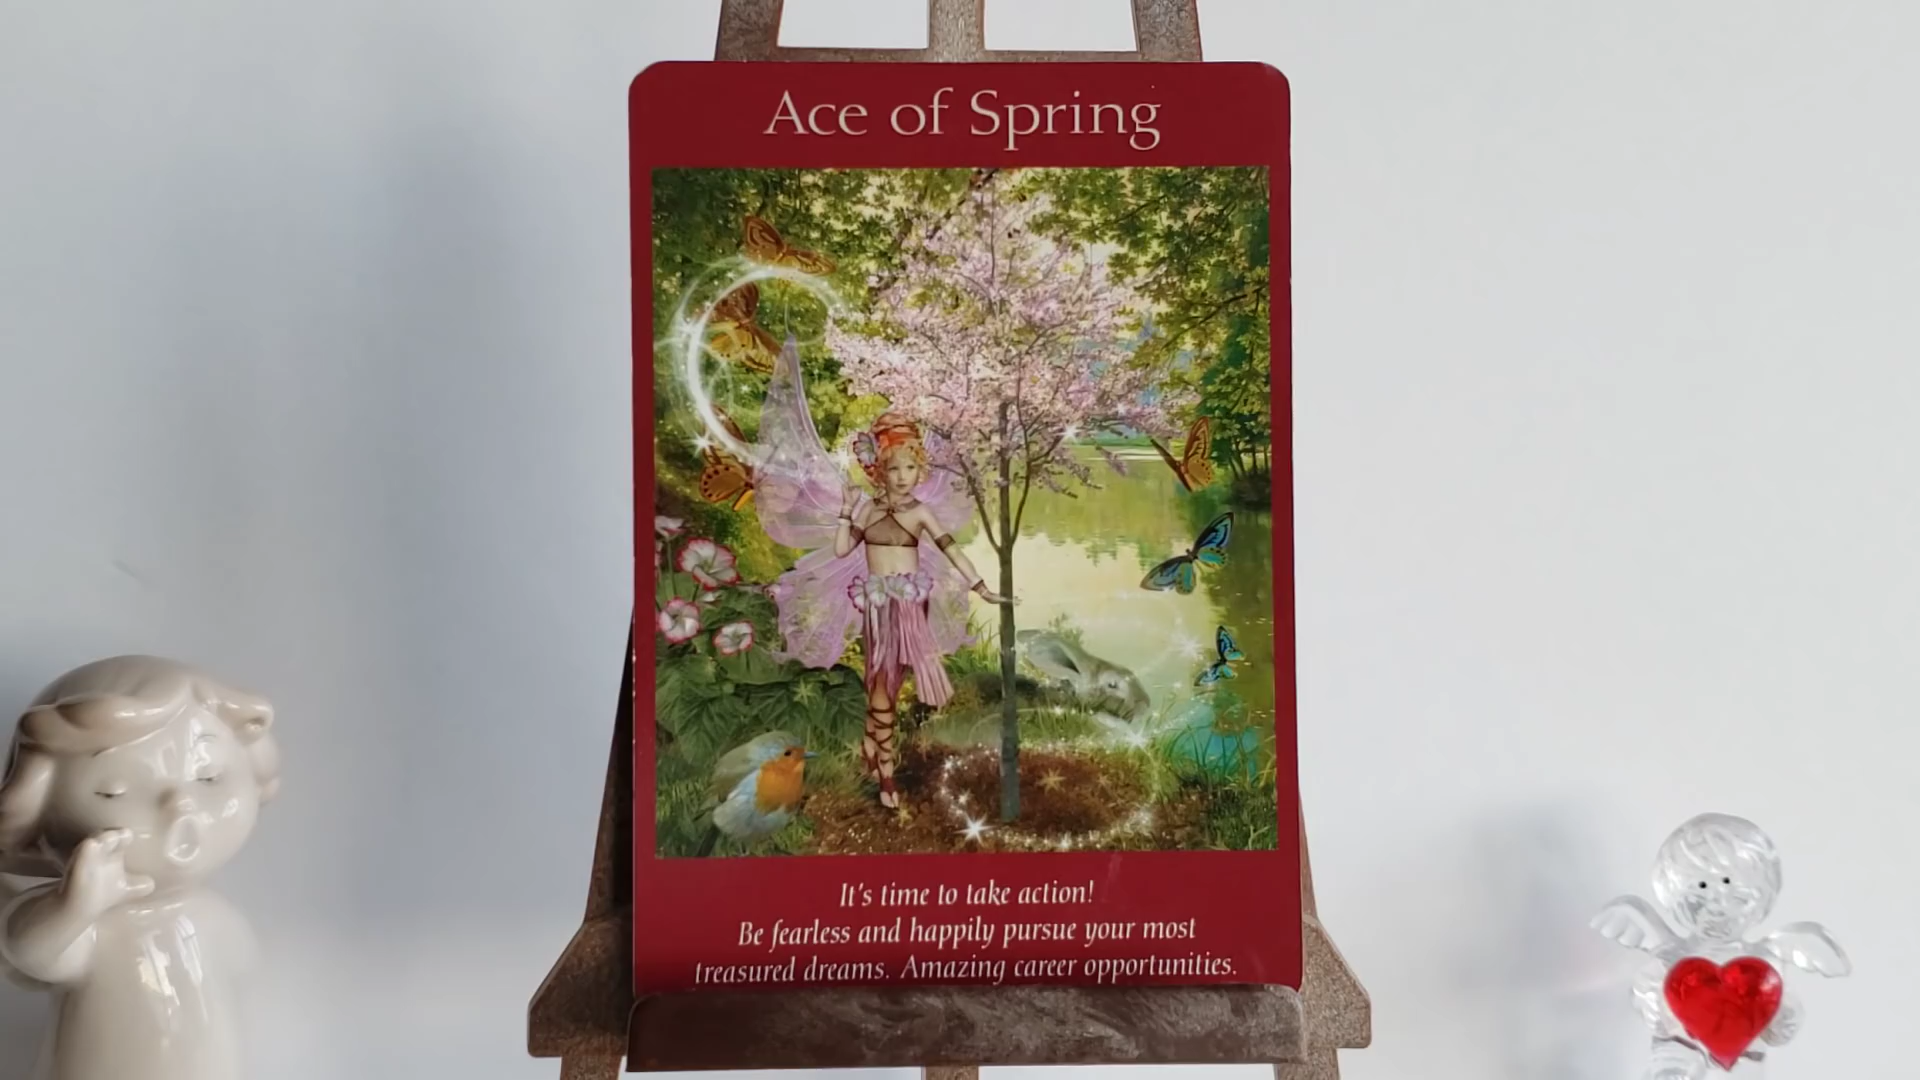 Ace of Spring
It's time to take action!
Be fearless and happily pursue your most
treasured dreams. Amazing career opportunities.